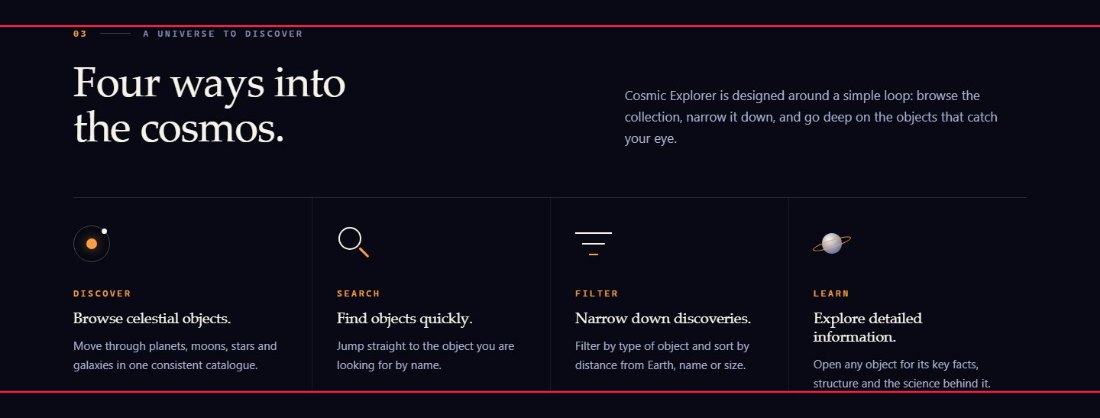 03 A UNIVERSE TO DISCOVER
Four ways into
the cosmos.
Cosmic Explorer is designed around a simple loop: browse the
collection, narrow it down, and go deep on the objects that catch
your eye.
DISCOVER
Browse celestial objects.
Move through planets, moons, stars and
galaxies in one consistent catalogue.
SEARCH
Find objects quickly.
Jump straight to the object you are
looking for by name.
FILTER
Narrow down discoveries.
Filter by type of object and sort by
distance from Earth, name or size.
LEARN
Explore detailed
information.
Open any object for its key facts,
structure and the science behind it.